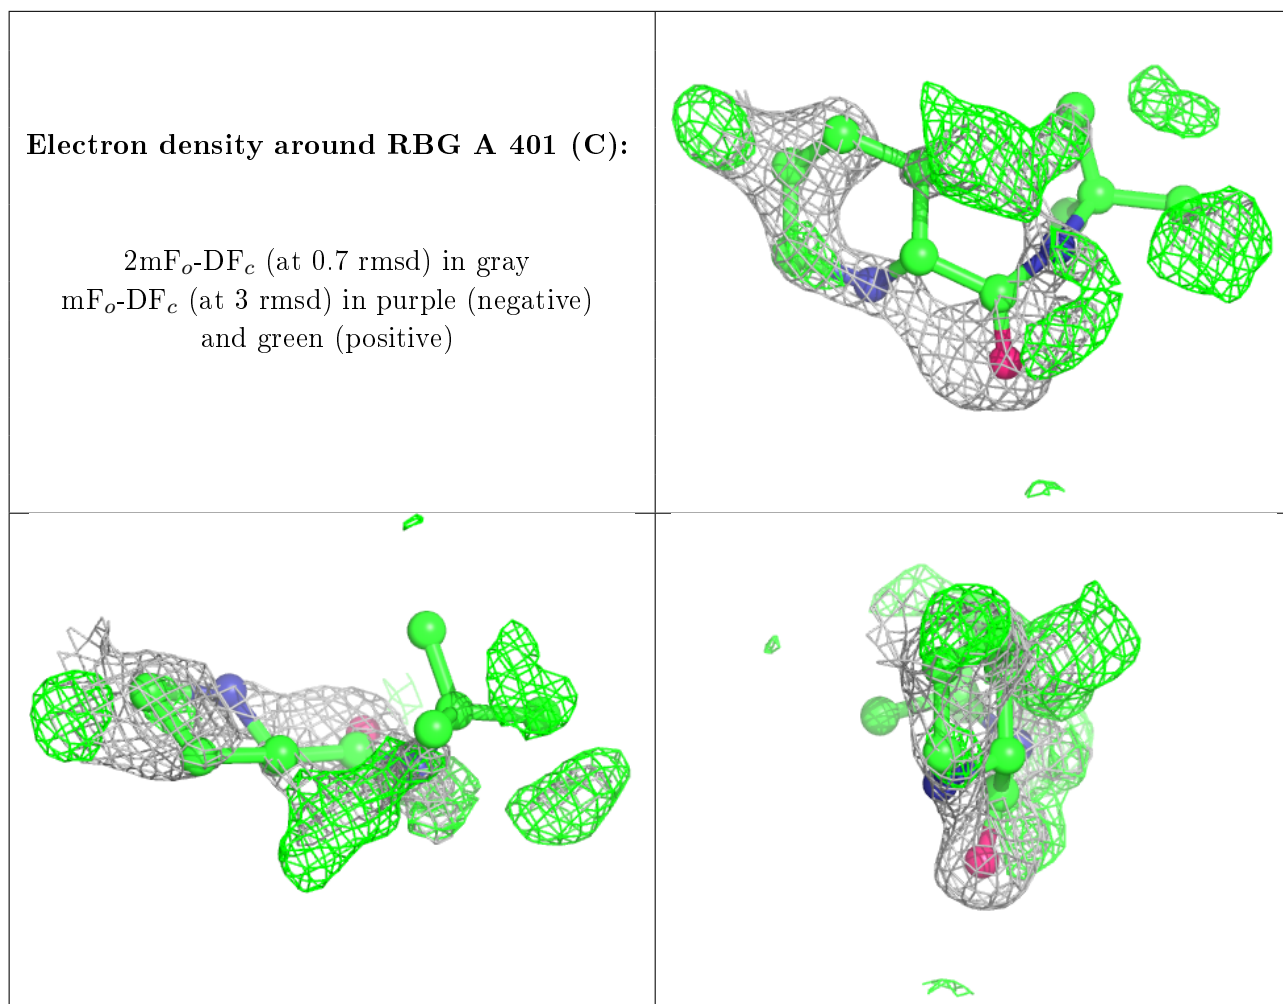 Electron density around RBG A 401 (C):
2mFo-DFc (at 0.7 rmsd) in gray
mFo-DFc (at 3 rmsd) in purple (negative)
and green (positive)